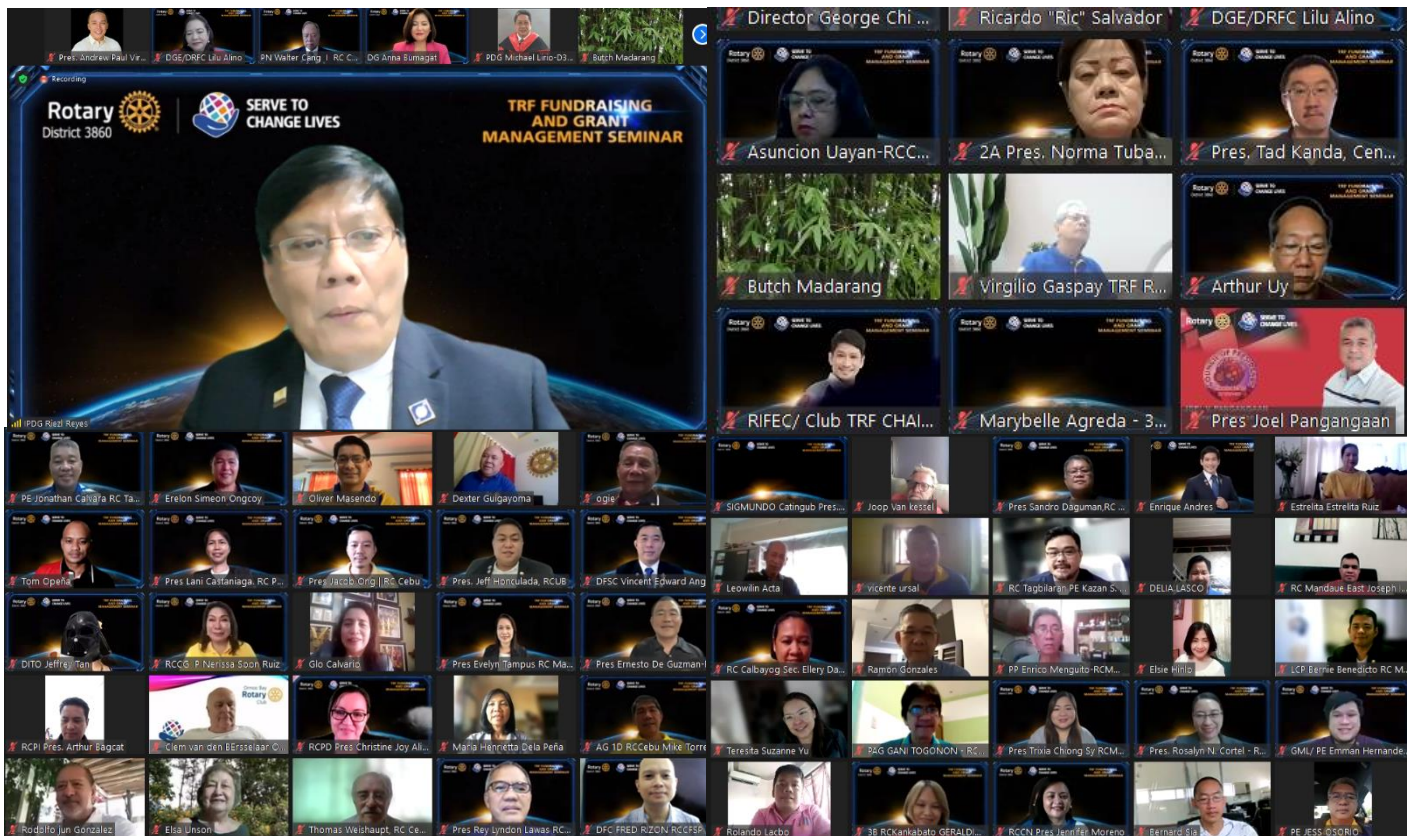 Pres. Andrew Paul Vir...
DGE/DRFC Lilu Alino
PN Walter Cang | RC C...
DG Anna Bumagat
PDG Michael Lirio-D3...
Butch Madarang
Recording
Rotary
District 3860
SERVE TO
CHANGE LIVES
TRF FUNDRAISING
AND GRANT
MANAGEMENT SEMINAR
IPDG Riezl Reyes
Director George Chi ...
Ricardo "Ric" Salvador
DGE/DRFC Lilu Alino
Asuncion Uayan-RCC...
2A Pres. Norma Tuba...
Pres. Tad Kanda, Cen...
Butch Madarang
Virgilio Gaspay TRF R...
Arthur Uy
RIFEC/ Club TRF CHAI...
Marybelle Agreda - 3...
Pres Joel Pangangaan
PE Jonathan Calvara RC Ta...
Erelon Simeon Ongcoy
Oliver Masendo
Dexter Gulgayoma
ogie
Tom Opeña
Pres Lani Castaniaga. RC P...
Pres Jacob Ong | RC Cebu
Pres. Jeff Honculada, RCUB
DFSC Vincent Edward Ang
DITO Jeffrey Tan
RCCG -P Nerissa Soon Ruiz
Glo Calvario
Pres Evelyn Tampus RC Ma...
Pres Ernesto De Guzman-
RCPI Pres. Arthur Bagcat
Ormoc Bay
Rotary
Club
Clem van den BErsselaar O...
RCPD Pres Christine Joy Ali...
Maria Henrietta Dela Peña
AG 1D RCCebu Mike Torre
Rodolfo jun Gonzalez
Elsa Unson
Thomas Weishaupt, RC Ce...
Pres Rey Lyndon Lawas RC...
DFC FRED RIZON RCCFSP
SIGMUNDO Catingub Pres...
Joop Van kessel
Pres Sandro Daguman,RC ...
Enrique Andres
Estrelita Estrelita Ruiz
Leowilin Acta
vicente ursal
RC Tagbilaran PE Kazan S...
DELIA LASCO
RC Mandaue East Joseph I...
RC Calbayog Sec. Ellery Da...
Ramón Gonzales
PP Enrico Menguito-RCM...
Elsie Hinlo
LCP Bernie Benedicto RC M...
Teresita Suzanne Yu
PAG GANI TOGONON - RC...
Pres Trixia Chiong Sy RCM...
Pres. Rosalyn N. Cortel - R...
GML/ PE Emman Hernande...
Rolando Lacbo
3B RCKankabato GERALDI...
RCCN Pres Jennifer Moreno
Bernard Sia
PE JESS OSORIO